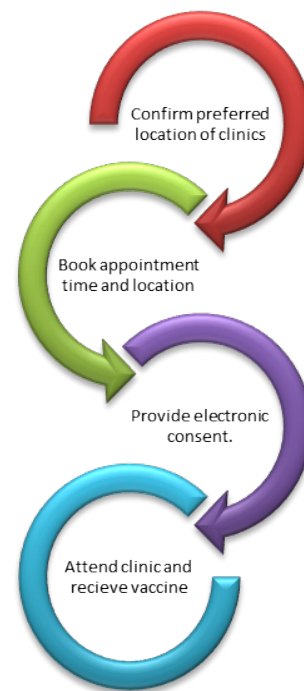 Confirm preferred
location of clinics
Book appointment
time and location
Provide electronic
consent.
Attend clinic and
recieve vaccine